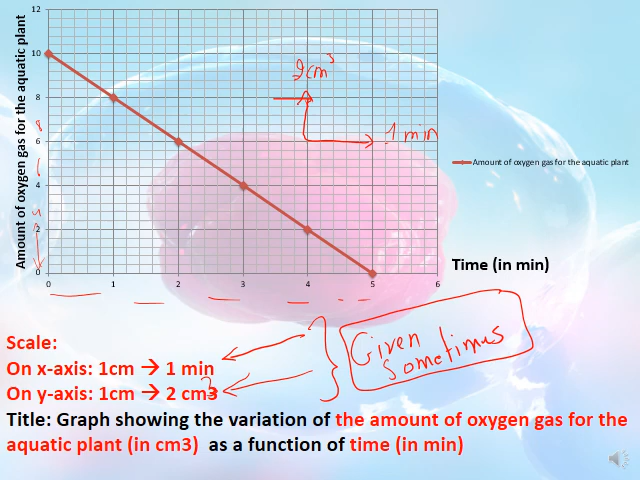 Amount of oxygen gas for the aquatic plant
12
10
8
6
4
2
0
0 1 2 3 4 5 6
2cm³
1 min
Amount of oxygen gas for the aquatic plant
Time (in min)
Scale:
On x-axis: 1cm → 1 min
On y-axis: 1cm → 2 cm3
3
Given
sometimes
Title: Graph showing the variation of the amount of oxygen gas for the
aquatic plant (in cm3) as a function of time (in min)